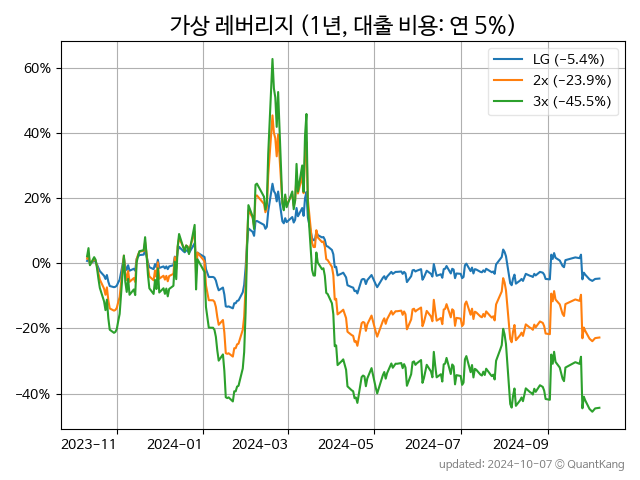 가상 레버리지 (1년, 대출 비용: 연 5%)
LG (−5.4%)
2x (−23.9%)
3x (−45.5%)
60%
40%
20%
0%
−20%
−40%
2023-11
2024-01
2024-03
2024-05
2024-07
2024-09
updated: 2024-10-07 © QuantKang